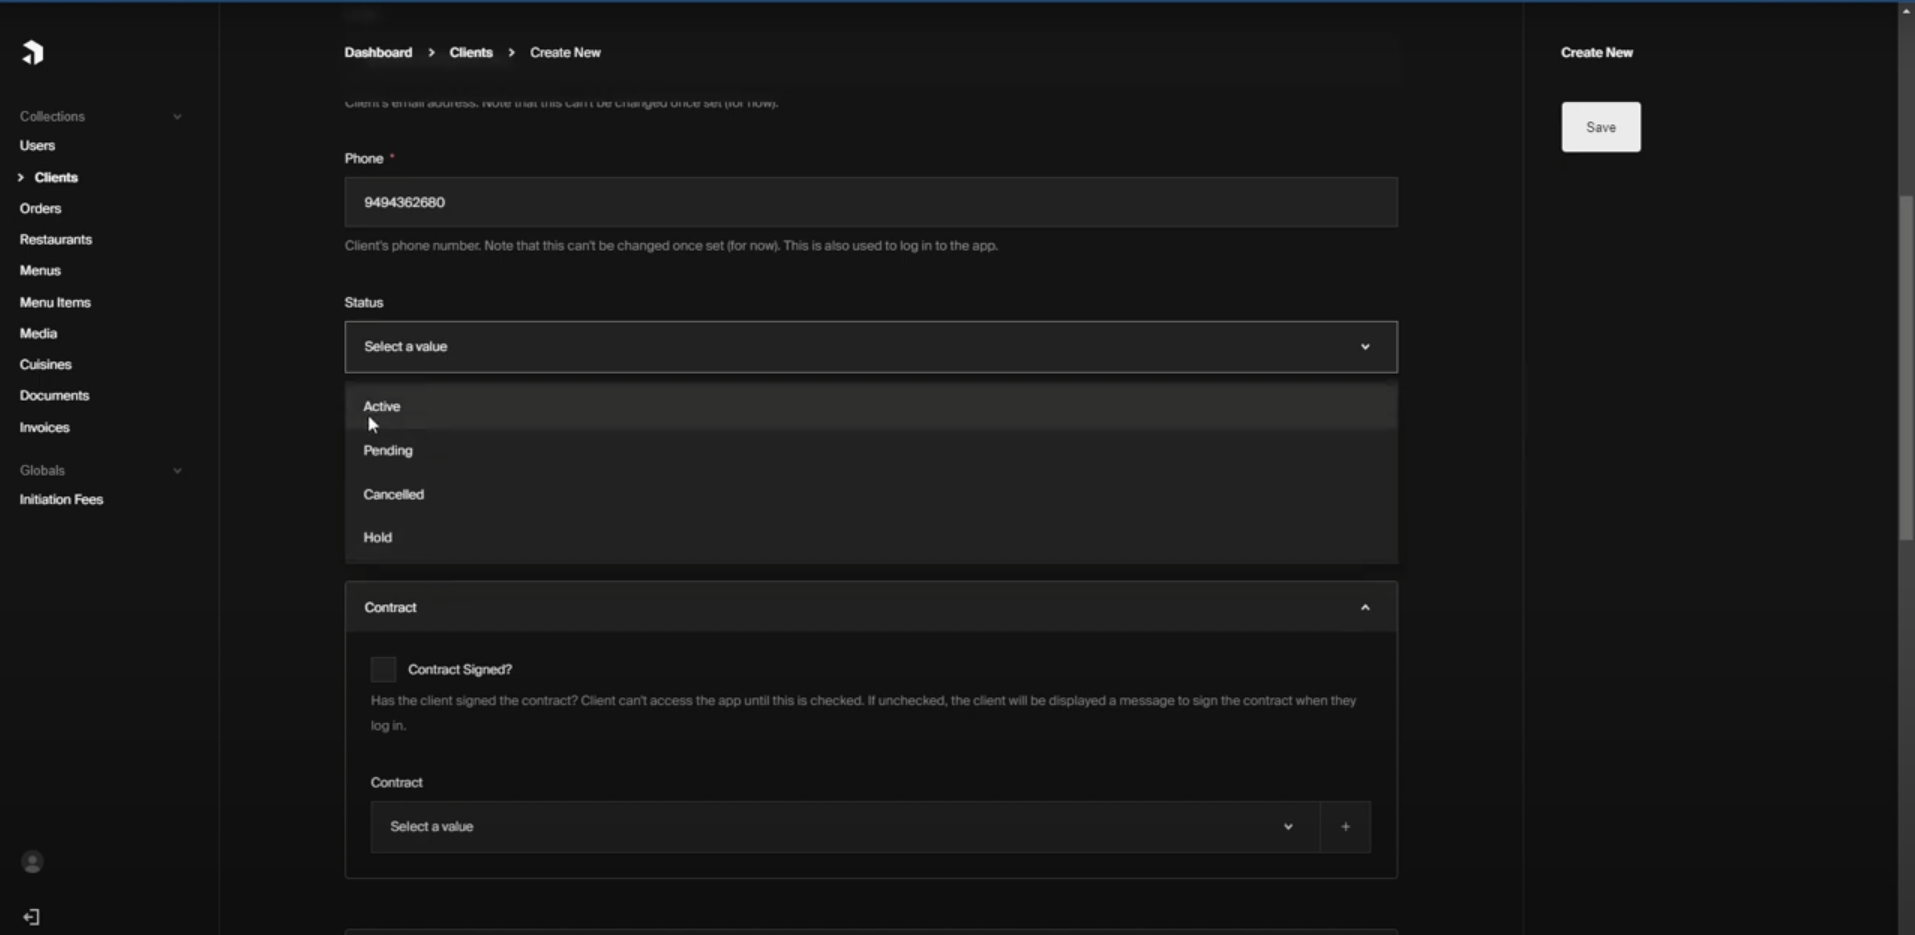 Dashboard > Clients > Create New
Create New
Save
Collections
Users
> Clients
Orders
Restaurants
Menus
Menu Items
Media
Cuisines
Documents
Invoices
Globals
Initiation Fees
Client's email address. Note that this can't be changed once set (for now).
Phone *
9494362680
Client's phone number. Note that this can't be changed once set (for now). This is also used to log in to the app.
Status
Select a value
Active
Pending
Cancelled
Hold
Contract
Contract Signed?
Has the client signed the contract? Client can't access the app until this is checked. If unchecked, the client will be displayed a message to sign the contract when they
log in.
Contract
Select a value
+